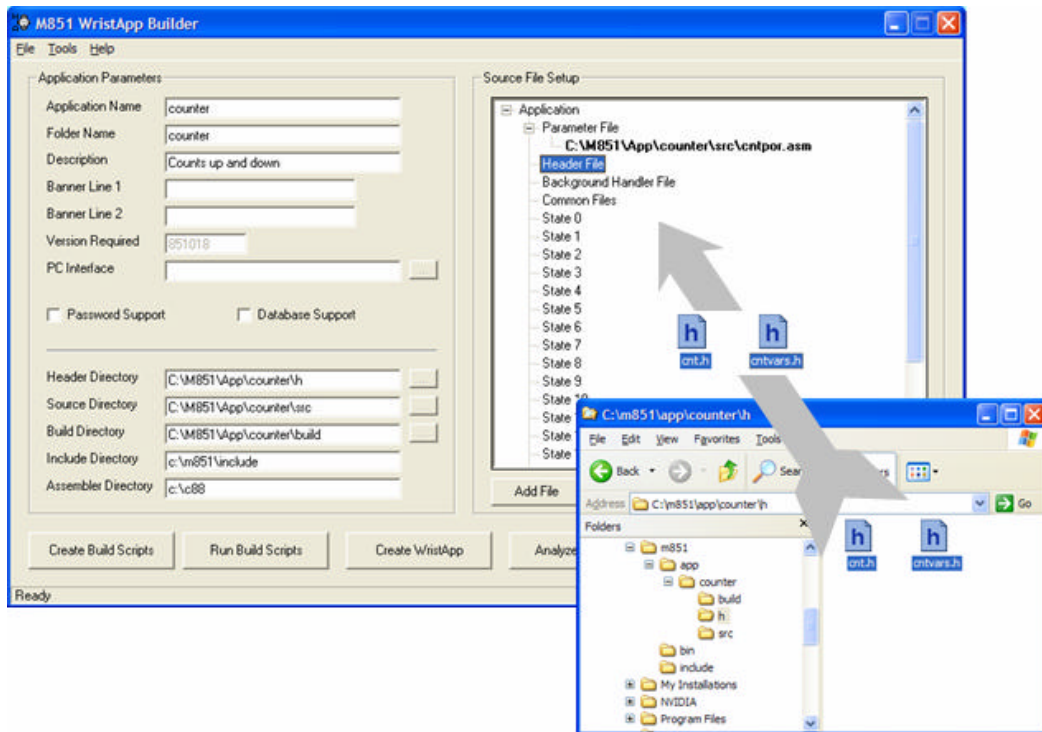 M851 WristApp Builder
File Tools Help
Application Parameters
Application Name counter
Folder Name counter
Description Counts up and down
Banner Line 1
Banner Line 2
Version Required 851018
PC Interface ...
Password Support Database Support
Header Directory C:\M851\App\counter\h ...
Source Directory C:\M851\App\counter\src
Build Directory C:\M851\App\counter\build
Include Directory c:\m851\include
Assembler Directory c:\c88
Create Build Scripts Run Build Scripts Create WristApp Analyze
Ready
Source File Setup
Application
Parameter File
C:\M851\App\counter\src\cntpor.asm
Header File
Background Handler File
Common Files
State 0
State 1
State 2
State 3
State 4
State 5
State 6
State 7
State 8
State 9
State 10
State
State
State
Add File
h h
cnt.h cntvars.h
C:\m851\app\counter\h
File Edit View Favorites Tools
Back
Address C:\m851\app\counter\h Go
Folders x
m851
app
counter
build
h
src
bin
include
My Installations
NVIDIA
Program Files
h h
cnt.h cntvars.h